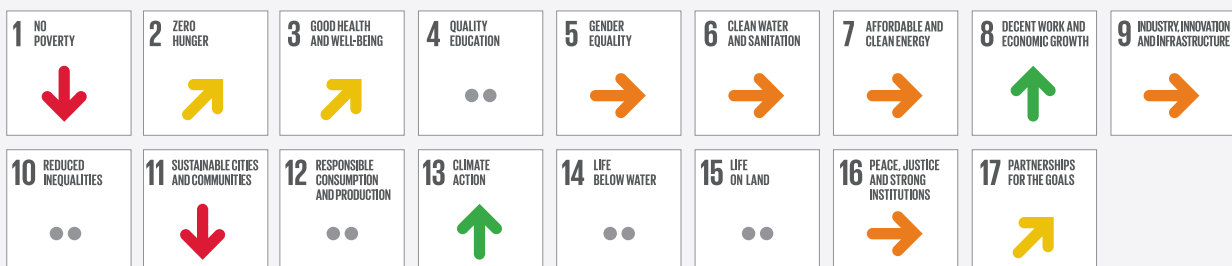 1 NO
POVERTY
2 ZERO
HUNGER
3 GOOD HEALTH
AND WELL-BEING
4 QUALITY
EDUCATION
5 GENDER
EQUALITY
6 CLEAN WATER
AND SANITATION
7 AFFORDABLE AND
CLEAN ENERGY
8 DECENT WORK AND
ECONOMIC GROWTH
9 INDUSTRY, INNOVATION
AND INFRASTRUCTURE
10 REDUCED
INEQUALITIES
11 SUSTAINABLE CITIES
AND COMMUNITIES
12 RESPONSIBLE
CONSUMPTION
AND PRODUCTION
13 CLIMATE
ACTION
14 LIFE
BELOW WATER
15 LIFE
ON LAND
16 PEACE, JUSTICE
AND STRONG
INSTITUTIONS
17 PARTNERSHIPS
FOR THE GOALS